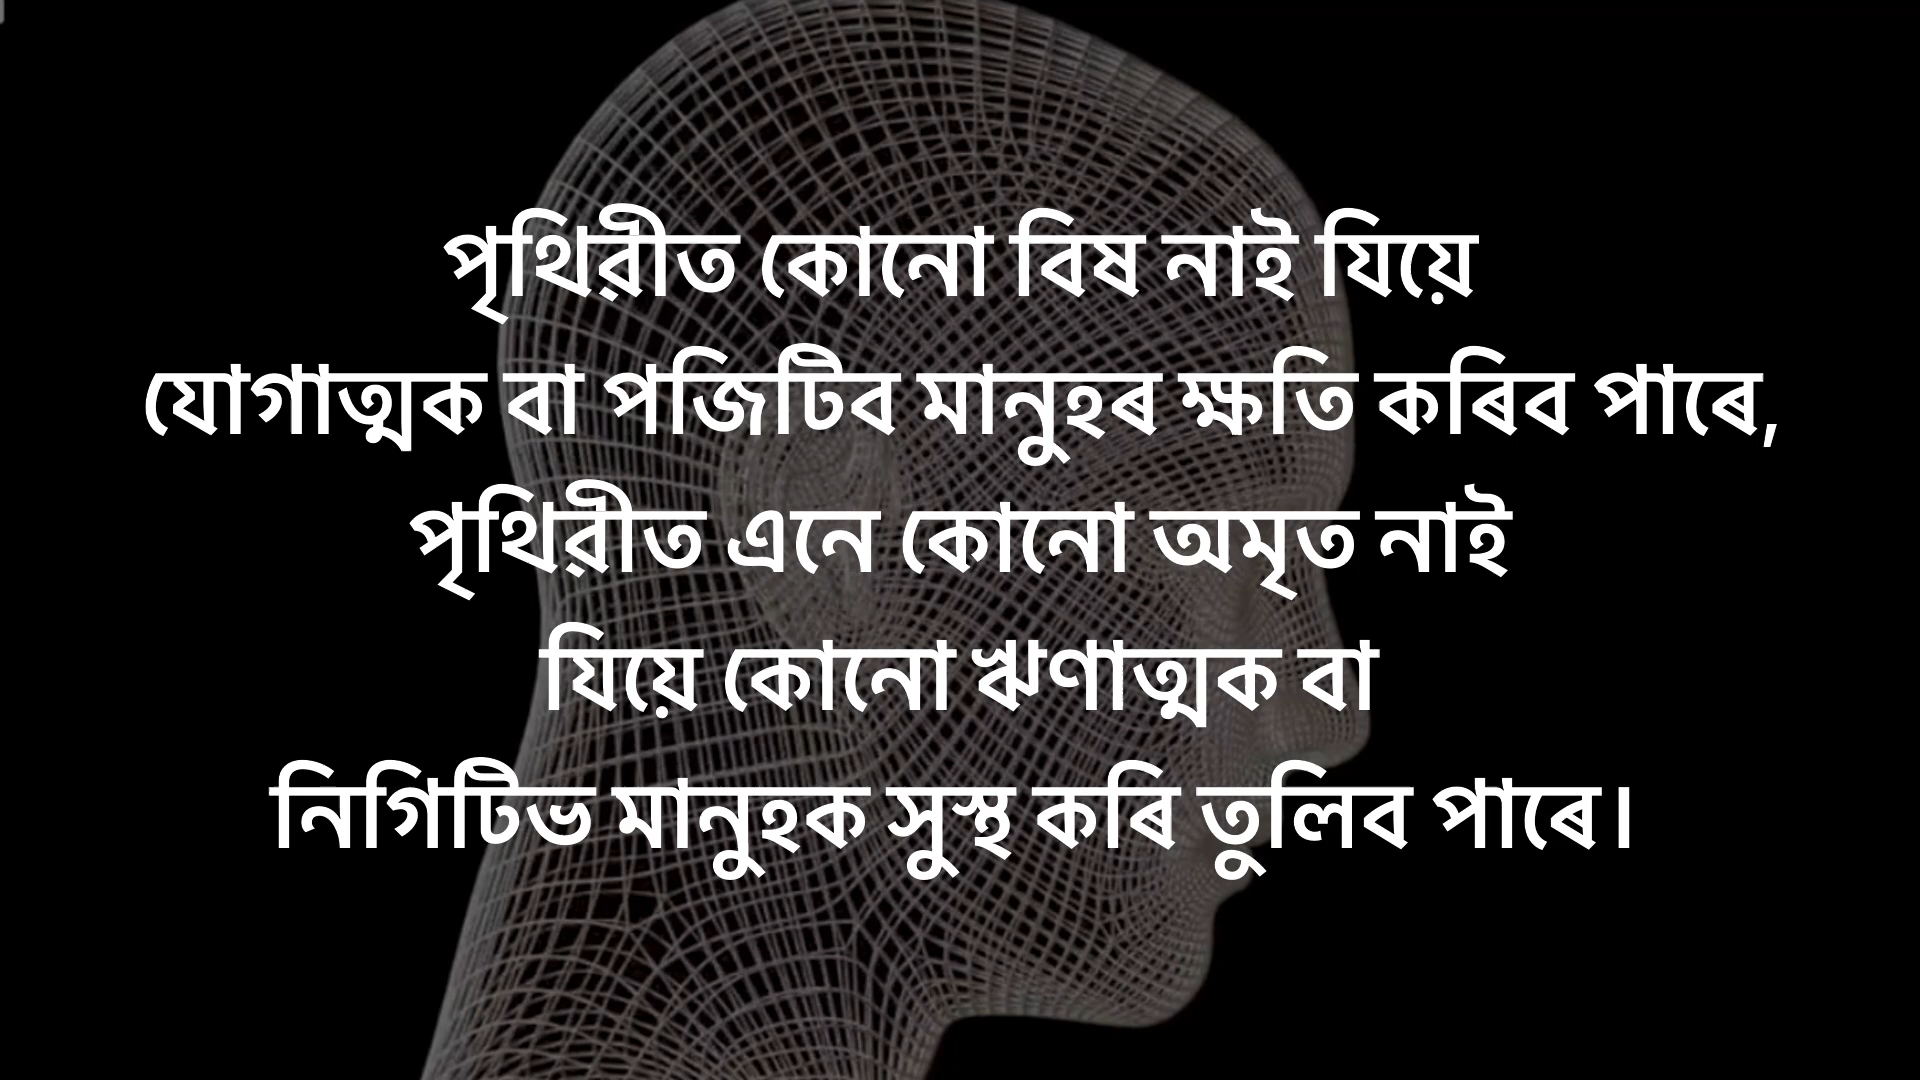 পৃথিৱীত কোনো বিষ নাই যিয়ে
যোগাত্মক বা পজিটিব মানুহৰ ক্ষতি কৰিব পাৰে,
পৃথিৱীত এনে কোনো অমৃত নাই
যিয়ে কোনো ঋণাত্মক বা
নিগিটিভ মানুহক সুস্থ কৰি তুলিব পাৰে।